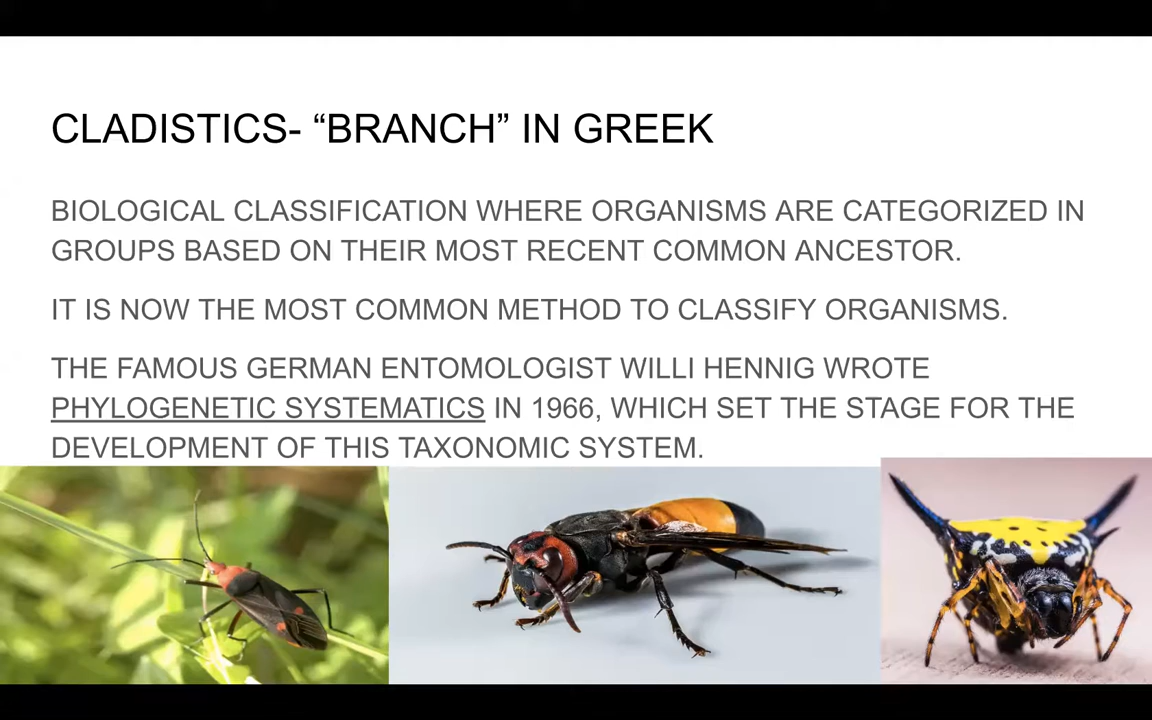 CLADISTICS- “BRANCH” IN GREEK
BIOLOGICAL CLASSIFICATION WHERE ORGANISMS ARE CATEGORIZED IN
GROUPS BASED ON THEIR MOST RECENT COMMON ANCESTOR.
IT IS NOW THE MOST COMMON METHOD TO CLASSIFY ORGANISMS.
THE FAMOUS GERMAN ENTOMOLOGIST WILLI HENNIG WROTE
PHYLOGENETIC SYSTEMATICS IN 1966, WHICH SET THE STAGE FOR THE
DEVELOPMENT OF THIS TAXONOMIC SYSTEM.